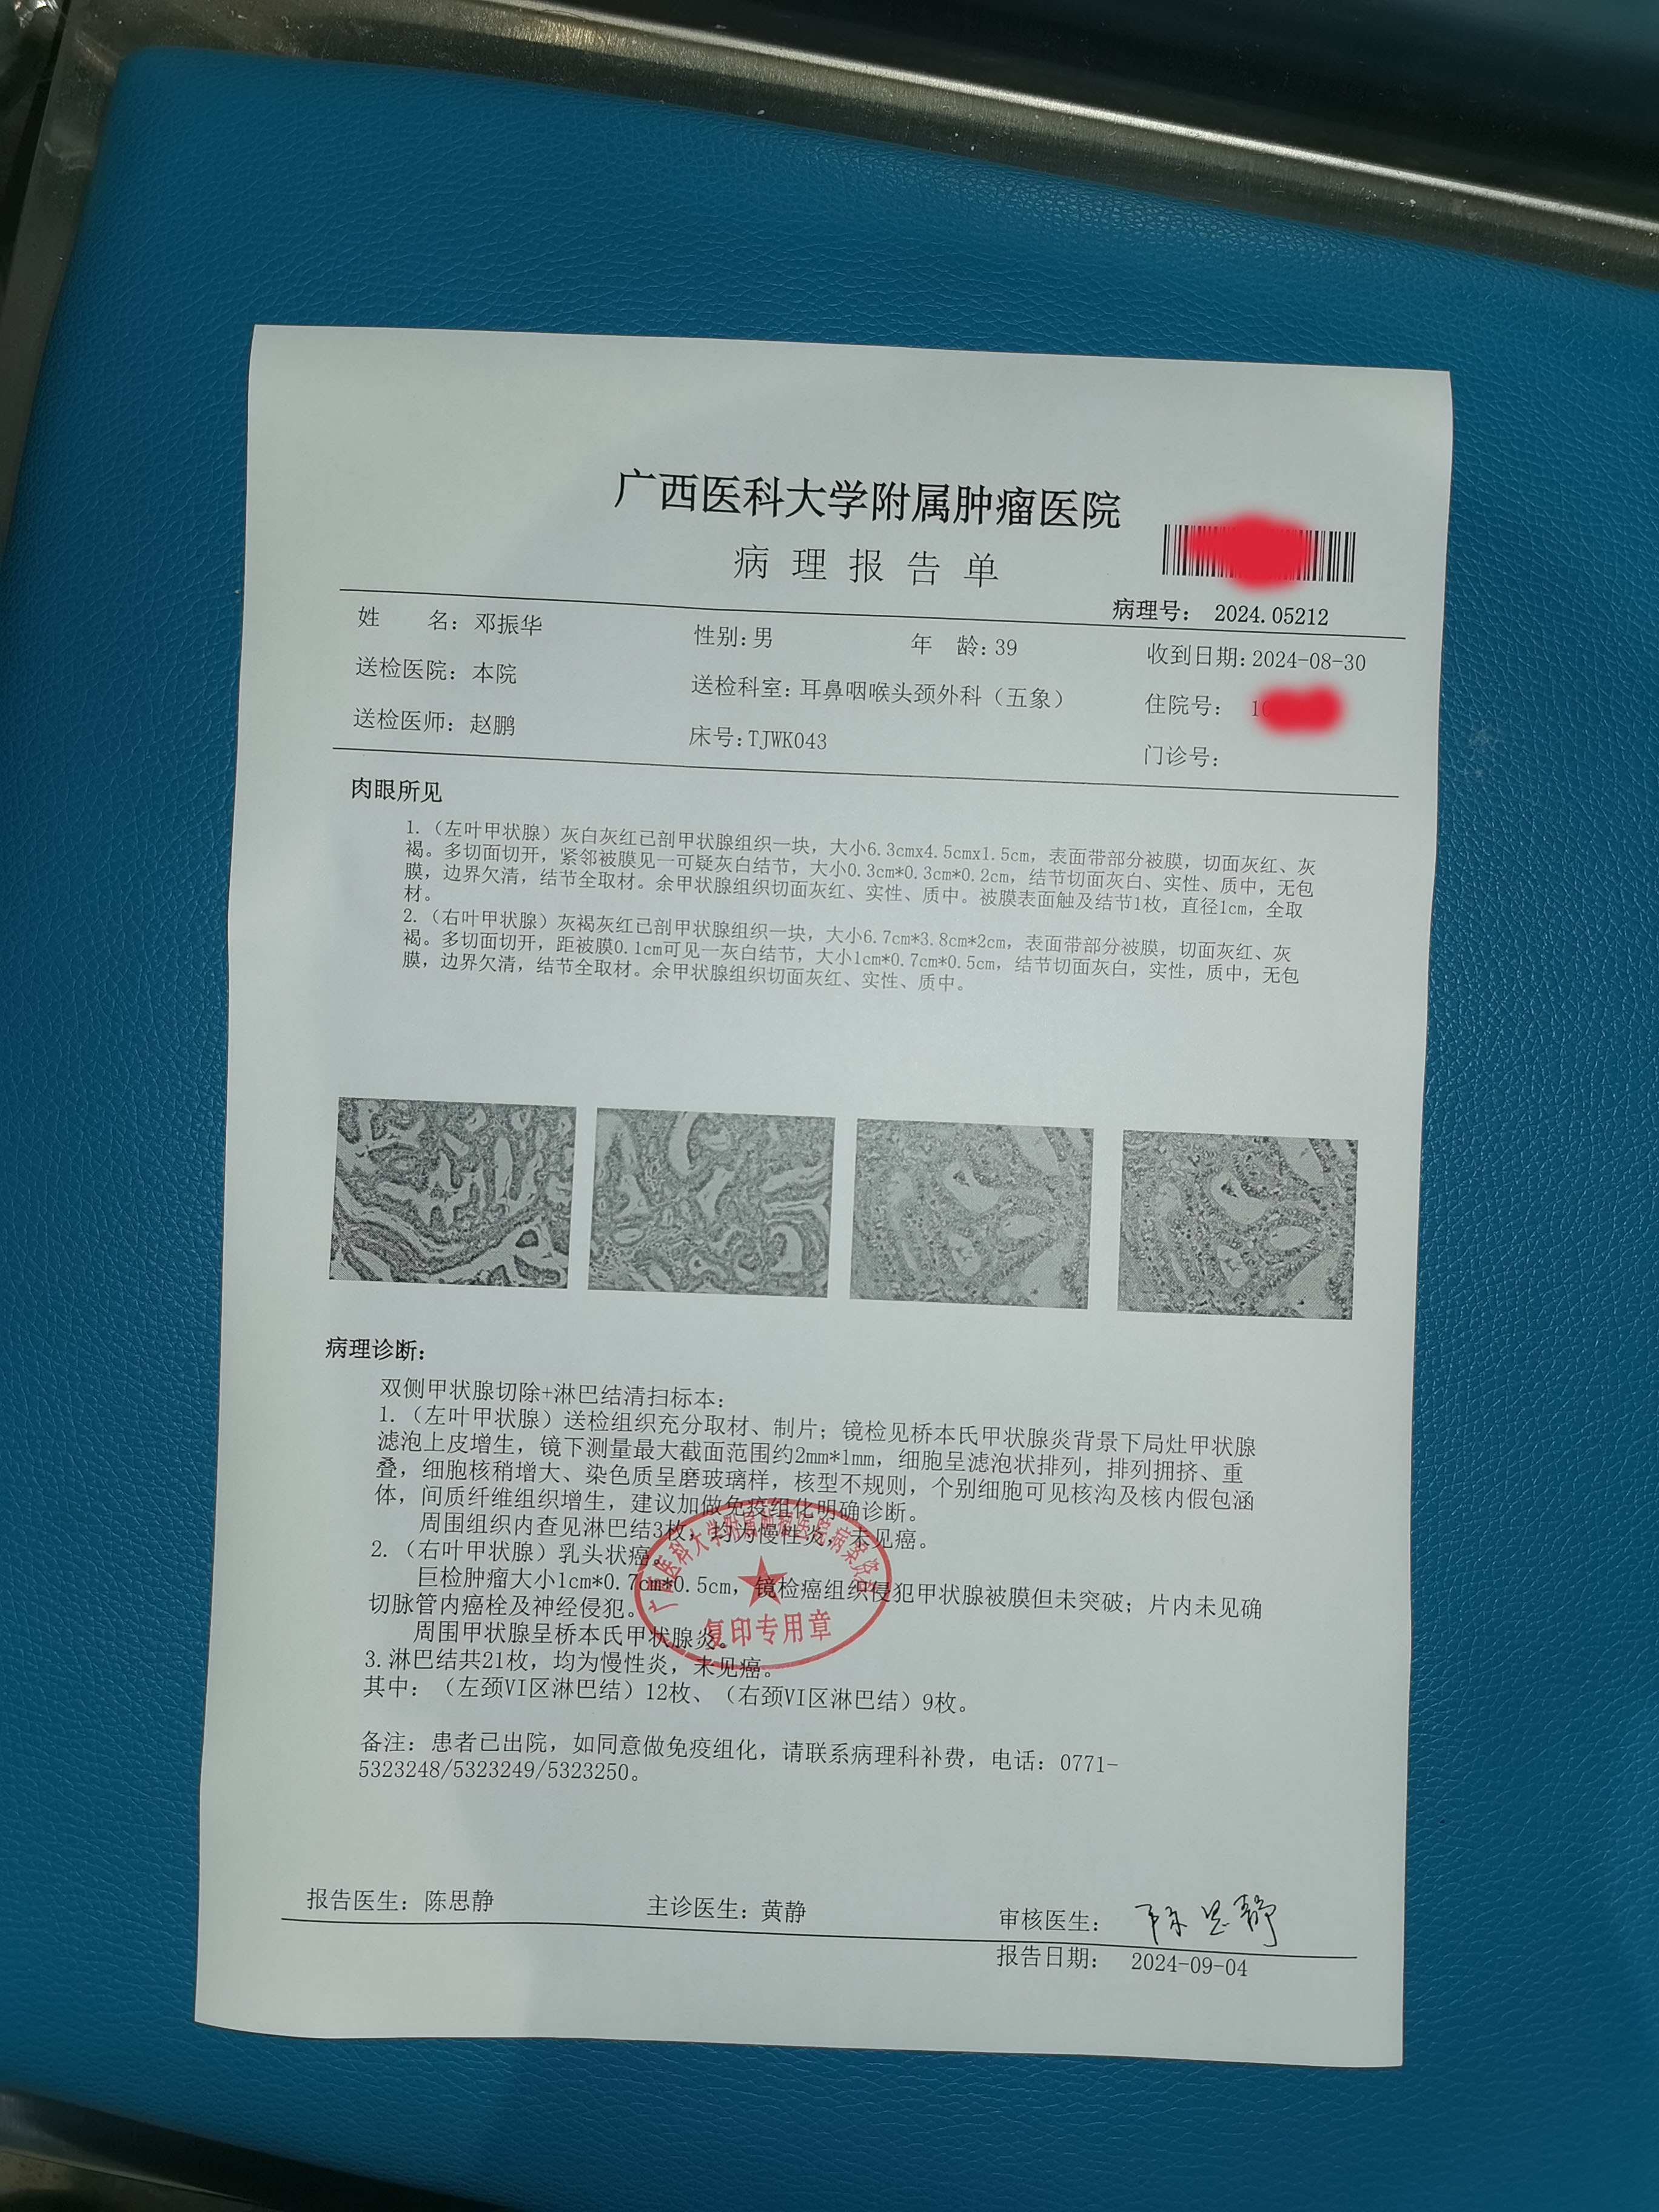 广西医科大学附属肿瘤医院
病理报告单
病理号： 2024.05212
姓 名：邓振华 性别:男 年 龄:39 收到日期:2024-08-30
送检医院：本院 送检科室:耳鼻咽喉头颈外科（五象） 住院号：
送检医师：赵鹏 床号:TJWK043 门诊号：
肉眼所见
1.（左叶甲状腺）灰白灰红已剖甲状腺组织一块，大小6.3cmx4.5cmx1.5cm，表面带部分被膜，切面灰红、灰
褐。多切面切开，紧邻被膜见一可疑灰白结节，大小0.3cm*0.3cm*0.2cm，结节切面灰白、实性、质中，无包
膜，边界欠清，结节全取材。余甲状腺组织切面灰红、实性、质中。被膜表面触及结节1枚，直径1cm，全取
材。
2.（右叶甲状腺）灰褐灰红已剖甲状腺组织一块，大小6.7cm*3.8cm*2cm，表面带部分被膜，切面灰红、灰
褐。多切面切开，距被膜0.1cm可见一灰白结节，大小1cm*0.7cm*0.5cm，结节切面灰白，实性，质中，无包
膜，边界欠清，结节全取材。余甲状腺组织切面灰红、实性、质中。
病理诊断：
双侧甲状腺切除+淋巴结清扫标本：
1.（左叶甲状腺）送检组织充分取材、制片；镜检见桥本氏甲状腺炎背景下局灶甲状腺
滤泡上皮增生，镜下测量最大截面范围约2mm*1mm，细胞呈滤泡状排列，排列拥挤、重
叠，细胞核稍增大、染色质呈磨玻璃样，核型不规则，个别细胞可见核沟及核内假包涵
体，间质纤维组织增生，建议加做免疫组化明确诊断。
周围组织内查见淋巴结3枚，均为慢性炎，未见癌。
2.（右叶甲状腺）乳头状癌。
巨检肿瘤大小1cm*0.7cm*0.5cm，镜检癌组织侵犯甲状腺被膜但未突破；片内未见确
切脉管内癌栓及神经侵犯。
周围甲状腺呈桥本氏甲状腺炎。
3.淋巴结共21枚，均为慢性炎，未见癌。
其中：（左颈VI区淋巴结）12枚、（右颈VI区淋巴结）9枚。
广西医科大学附属肿瘤医院病案资
复印专用章
备注：患者已出院，如同意做免疫组化，请联系病理科补费，电话：0771-
5323248/5323249/5323250。
报告医生：陈思静 主诊医生：黄静 审核医生： 陈思静
报告日期： 2024-09-04